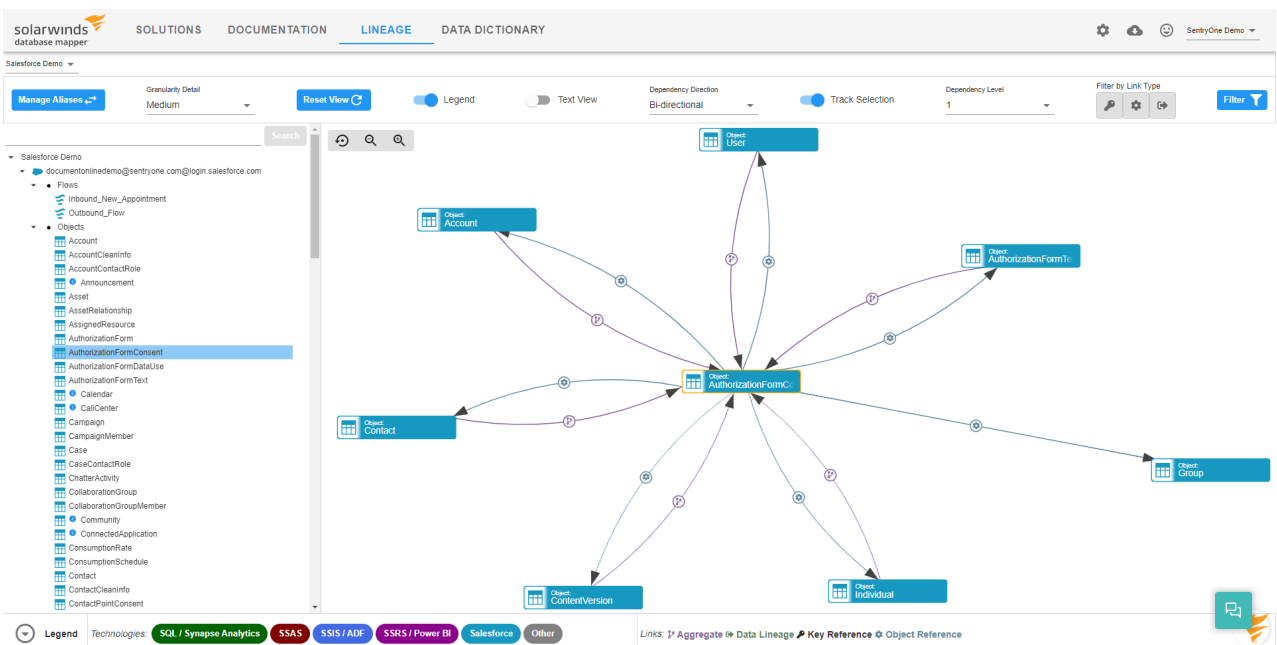 solarwinds
database mapper
SOLUTIONS DOCUMENTATION LINEAGE DATA DICTIONARY
SentryOne Demo
Salesforce Demo
Manage Aliases
Granularity Detail
Medium
Reset View
Legend
Text View
Dependency Direction
Bi-directional
Track Selection
Dependency Level
1
Filter by Link Type
Filter
Search
Salesforce Demo
documentonlinedemo@sentryone.com@login.salesforce.com
Flows
Inbound_New_Appointment
Outbound_Flow
Objects
Account
AccountCleanInfo
AccountContactRole
Announcement
Asset
AssetRelationship
AssignedResource
AuthorizationForm
AuthorizationFormConsent
AuthorizationFormDataUse
AuthorizationFormText
Calendar
CallCenter
Campaign
CampaignMember
Case
CaseContactRole
ChatterActivity
CollaborationGroup
CollaborationGroupMember
Community
ConnectedApplication
ConsumptionRate
ConsumptionSchedule
Contact
ContactCleanInfo
ContactPointConsent
Object:
User
Object:
Account
Object:
AuthorizationFormTe
Object:
AuthorizationFormCo
Object:
Contact
Object:
Group
Object:
ContentVersion
Object:
Individual
Legend Technologies: SQL / Synapse Analytics SSAS SSIS / ADF SSRS / Power BI Salesforce Other Links: Aggregate Data Lineage Key Reference Object Reference